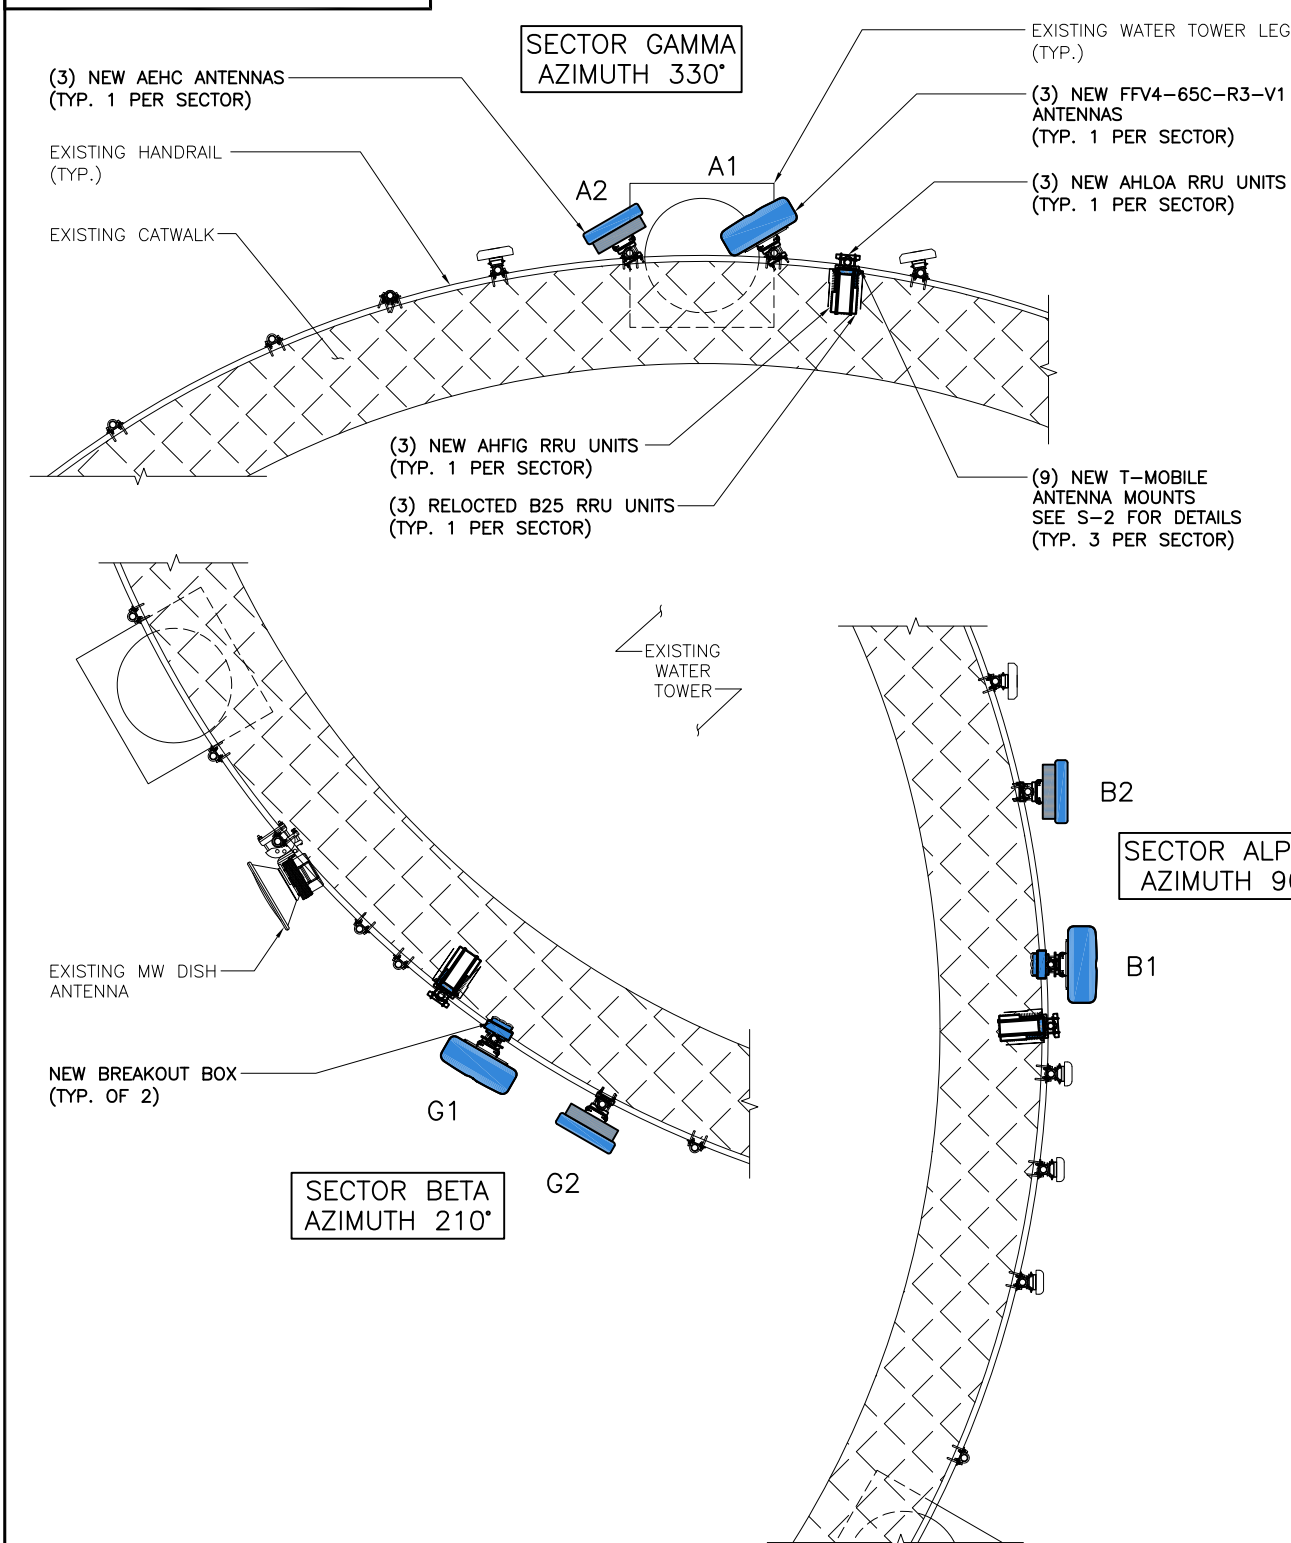 SECTOR GAMMA
AZIMUTH 330°
EXISTING WATER TOWER LEG
(TYP.)
(3) NEW AEHC ANTENNAS
(TYP. 1 PER SECTOR)
(3) NEW FFV4-65C-R3-V1
ANTENNAS
(TYP. 1 PER SECTOR)
EXISTING HANDRAIL
(TYP.)
A1
A2
(3) NEW AHLOA RRU UNITS
(TYP. 1 PER SECTOR)
EXISTING CATWALK
(3) NEW AHFIG RRU UNITS
(TYP. 1 PER SECTOR)
(3) RELOCTED B25 RRU UNITS
(TYP. 1 PER SECTOR)
(9) NEW T-MOBILE
ANTENNA MOUNTS
SEE S-2 FOR DETAILS
(TYP. 3 PER SECTOR)
EXISTING
WATER
TOWER
B2
SECTOR ALP
AZIMUTH 9
B1
EXISTING MW DISH
ANTENNA
NEW BREAKOUT BOX
(TYP. OF 2)
G1
G2
SECTOR BETA
AZIMUTH 210°